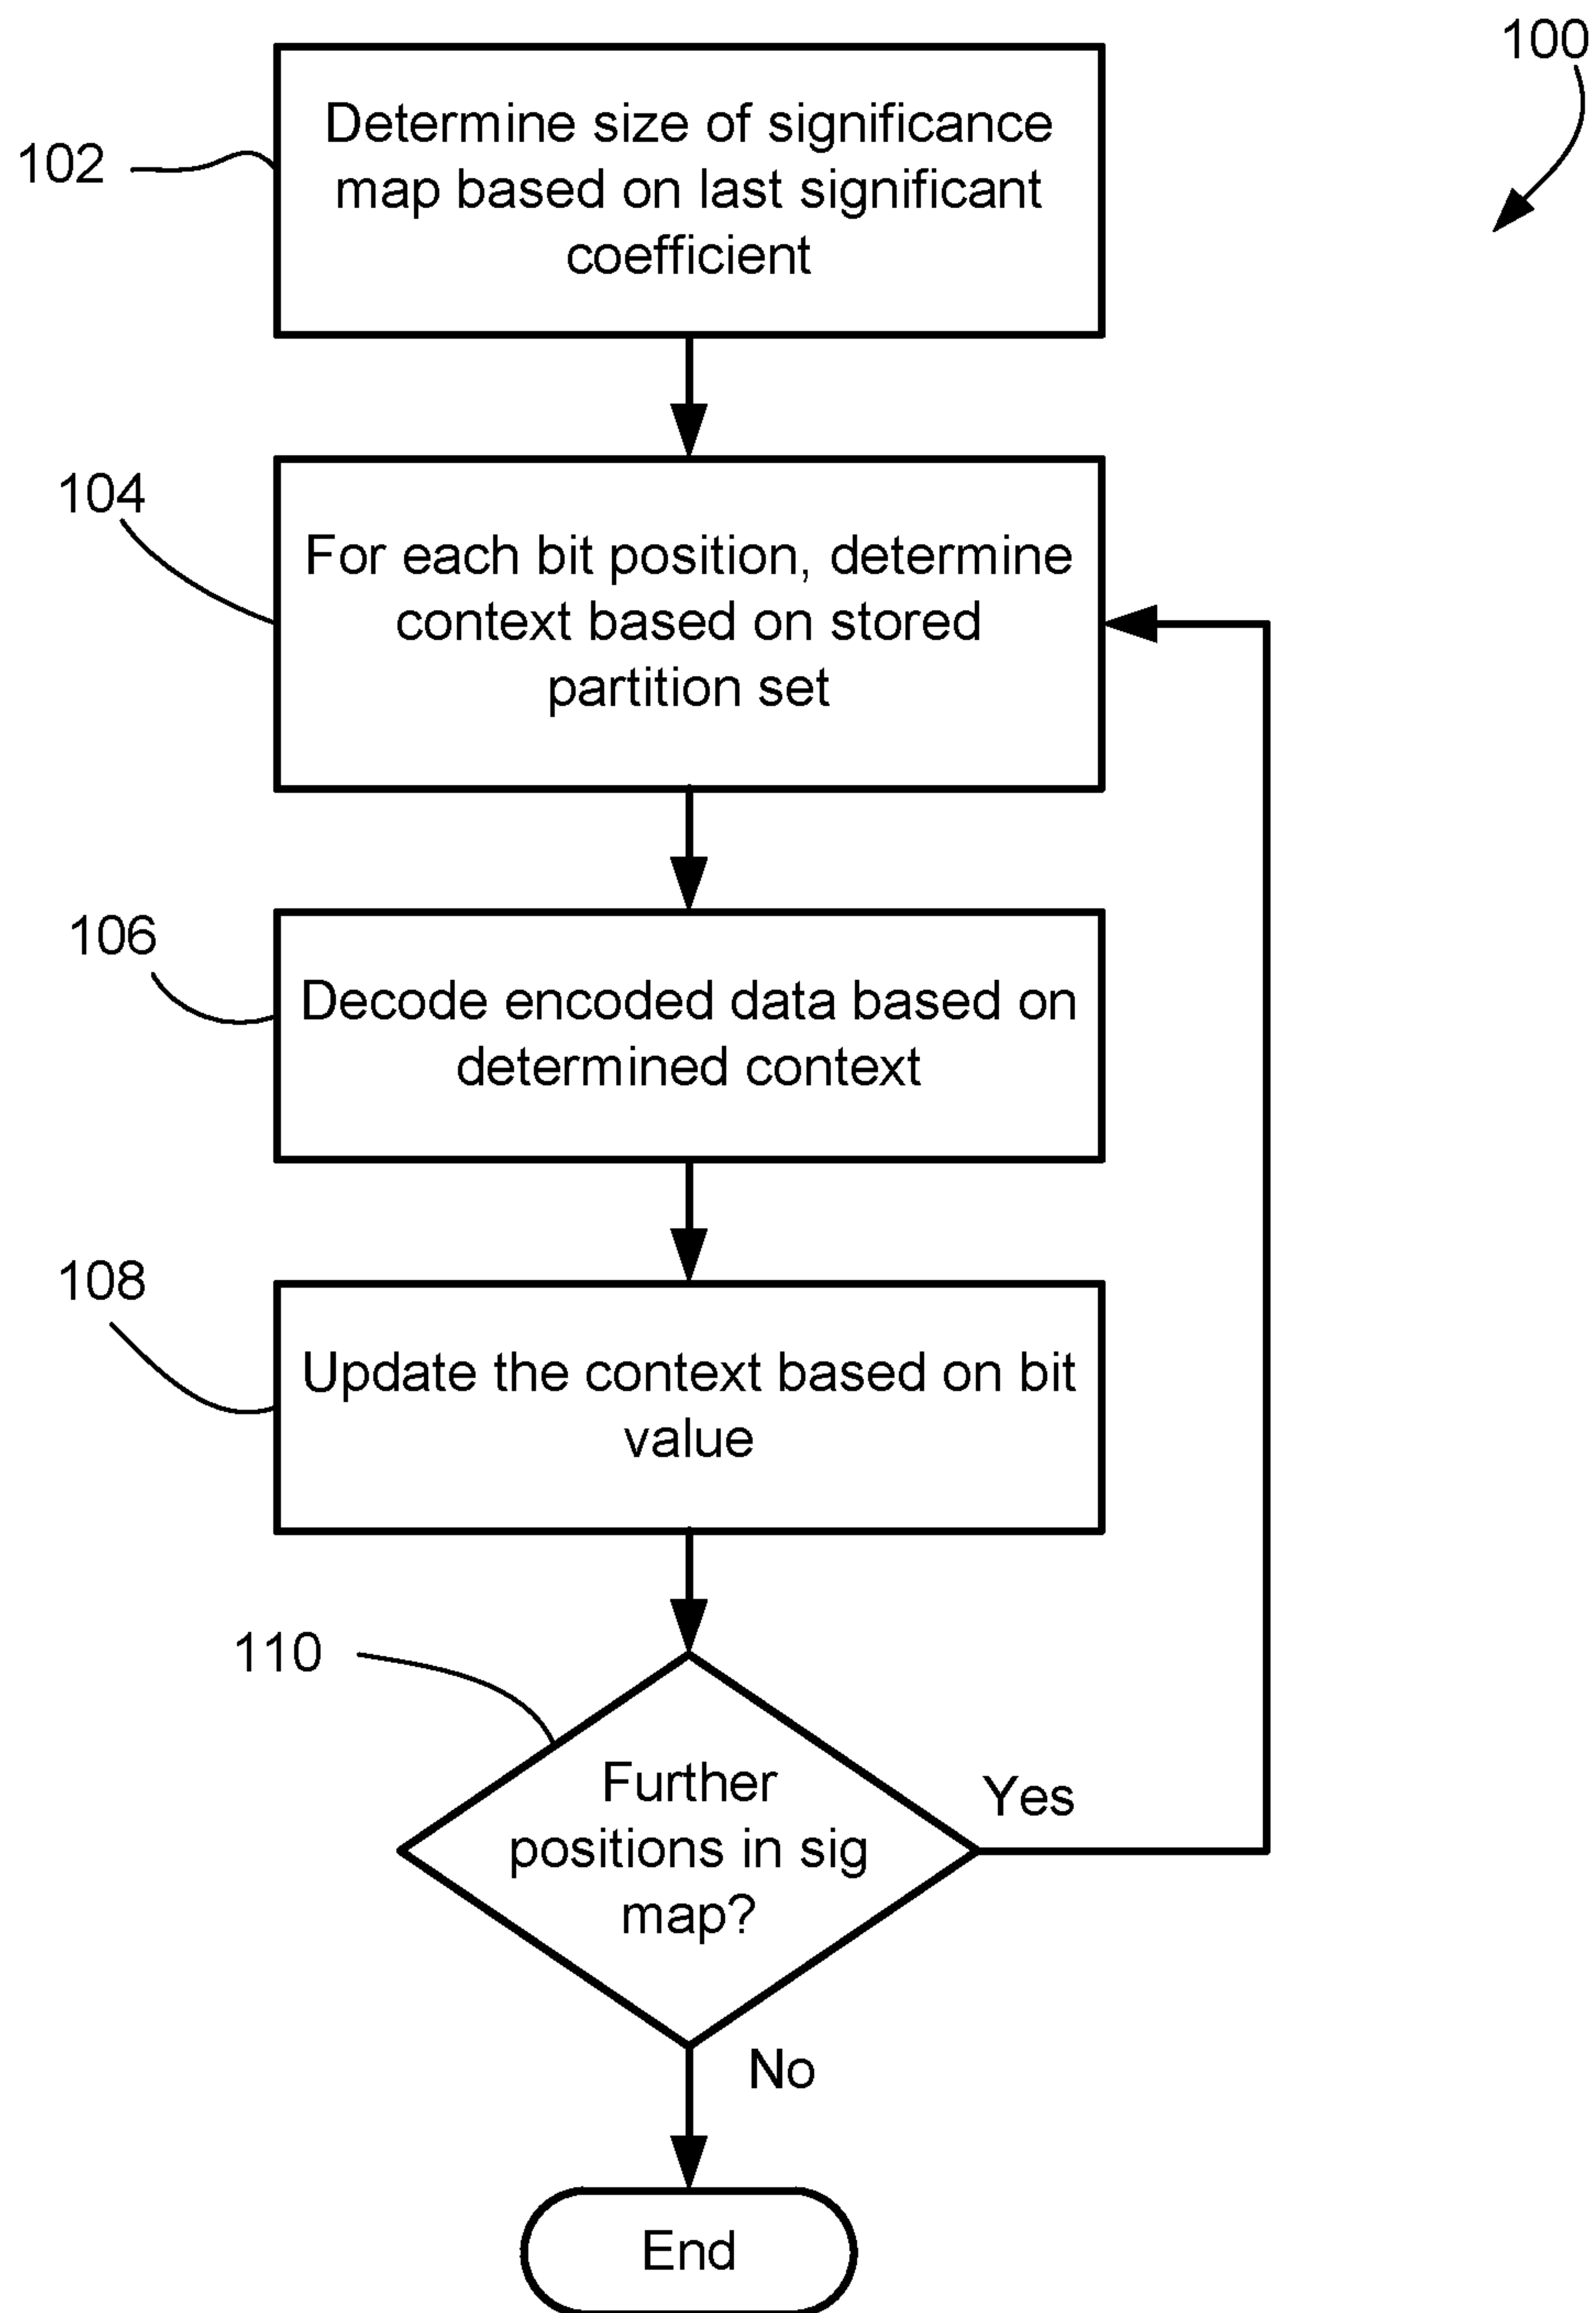 100
102
Determine size of significance
map based on last significant
coefficient
104
For each bit position, determine
context based on stored
partition set
106
Decode encoded data based on
determined context
108
Update the context based on bit
value
110
Further
positions in sig
map?
Yes
No
End